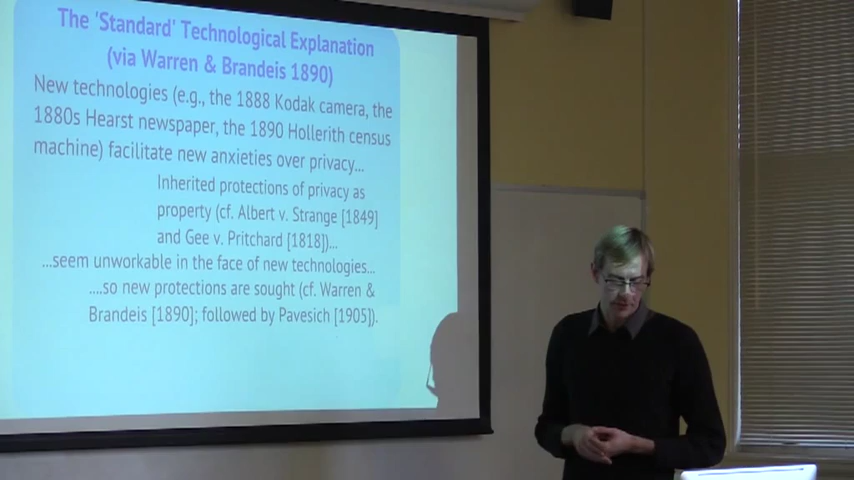 The 'Standard' Technological Explanation
(via Warren & Brandeis 1890)
New technologies (e.g., the 1888 Kodak camera, the
1880s Hearst newspaper, the 1890 Hollerith census
machine) facilitate new anxieties over privacy...
Inherited protections of privacy as
property (cf. Albert v. Strange [1849]
and Gee v. Pritchard [1818])...
...seem unworkable in the face of new technologies...
....so new protections are sought (cf. Warren &
Brandeis [1890]; followed by Pavesich [1905]).